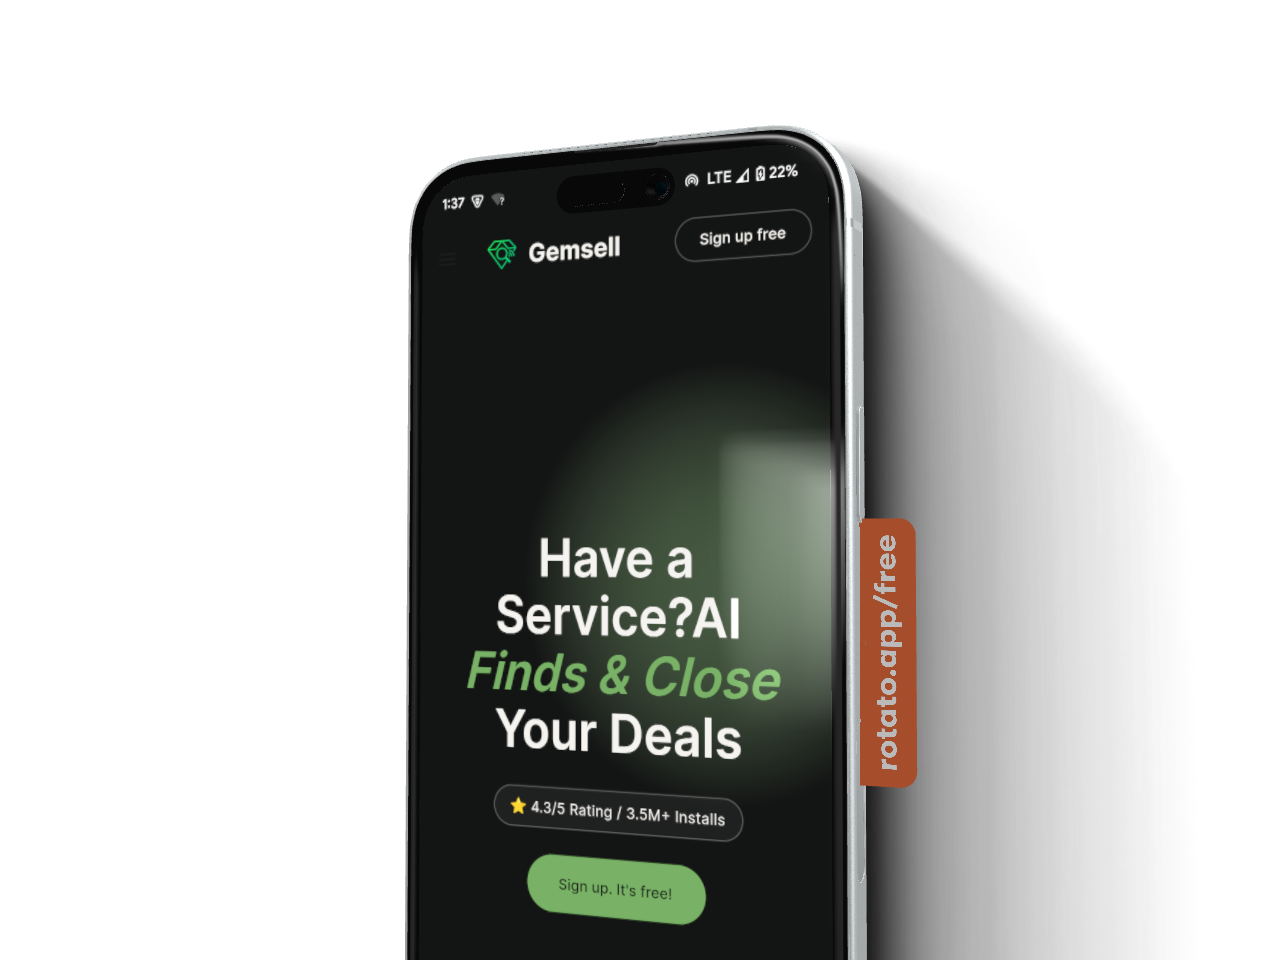 1:37
LTE 22%
Gemsell
Sign up free
Have a
Service?AI
Finds & Close
Your Deals
4.3/5 Rating / 3.5M+ Installs
Sign up. It's free!
rotato.app/free